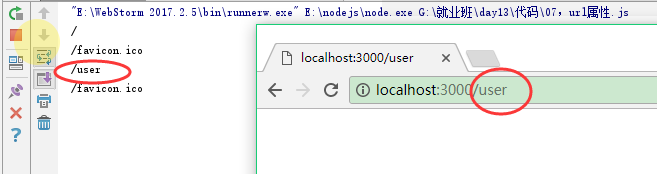 "E:\WebStorm 2017.2.5\bin\runnerw.exe" E:\nodejs\node.exe G:\就业班\day13\代码\07，url属性.js
/
/favicon.ico
/user
/favicon.ico
localhost:3000/user
localhost:3000/user